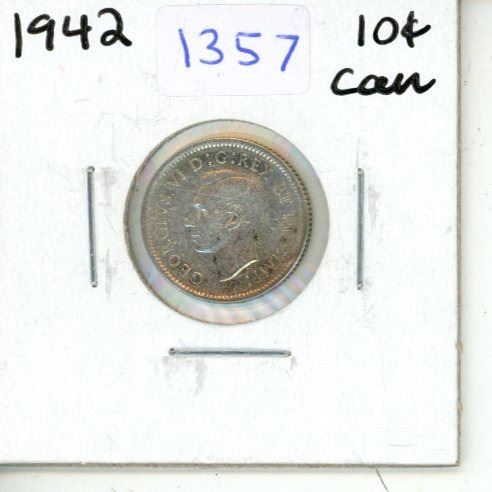 1942 1357 10¢
Can
GEORGIVS VI D:G:REX ET IND:IMP: